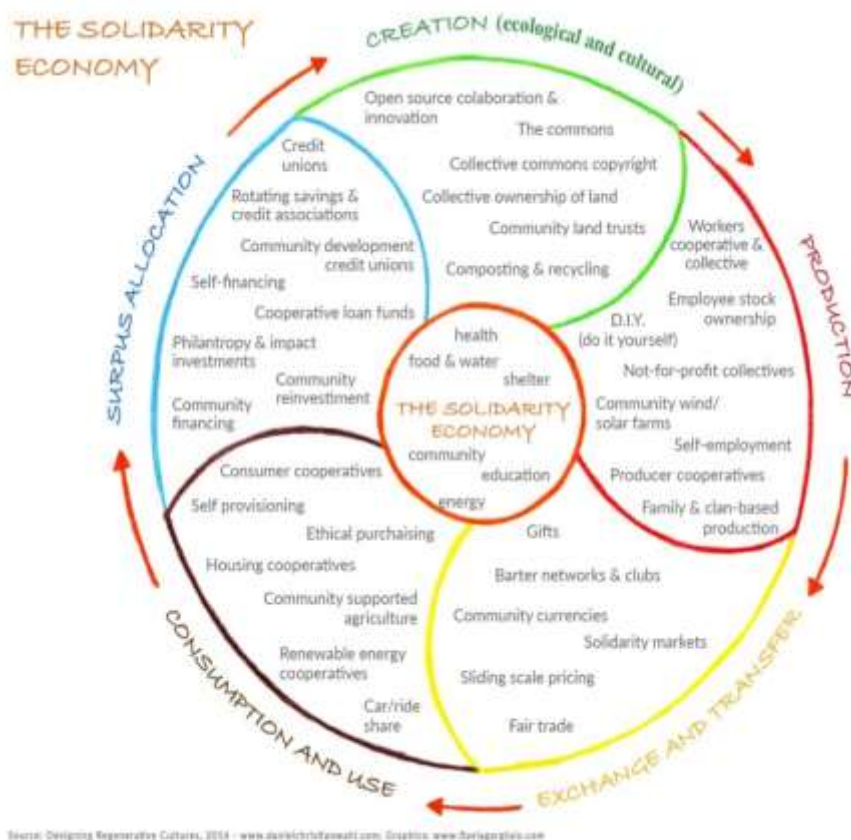 THE SOLIDARITY
ECONOMY
CREATION (ecological and cultural)
Open source colaboration &
innovation
The commons
Collective commons copyright
Collective ownership of land
Community land trusts
Composting & recycling
PRODUCTION
Workers
cooperative &
collective
Employee stock
ownership
D.I.Y.
(do it yourself)
Not-for-profit collectives
Community wind/
solar farms
Self-employment
Producer cooperatives
Family & clan-based
production
EXCHANGE AND TRANSFER
Gifts
Barter networks & clubs
Community currencies
Solidarity markets
Sliding scale pricing
Fair trade
CONSUMPTION AND USE
Consumer cooperatives
Self provisioning
Ethical purchaising
Housing cooperatives
Community supported
agriculture
Renewable energy
cooperatives
Car/ride
share
SURPUS ALLOCATION
Credit
unions
Rotating savings &
credit associations
Community development
credit unions
Self-financing
Cooperative loan funds
Philantropy & impact
investments
Community
reinvestment
Community
financing
health
food & water
shelter
THE SOLIDARITY
ECONOMY
community
education
energy
Source: Designing Regenerative Cultures, 2016 - www.danielchristianwahl.com; Graphics: